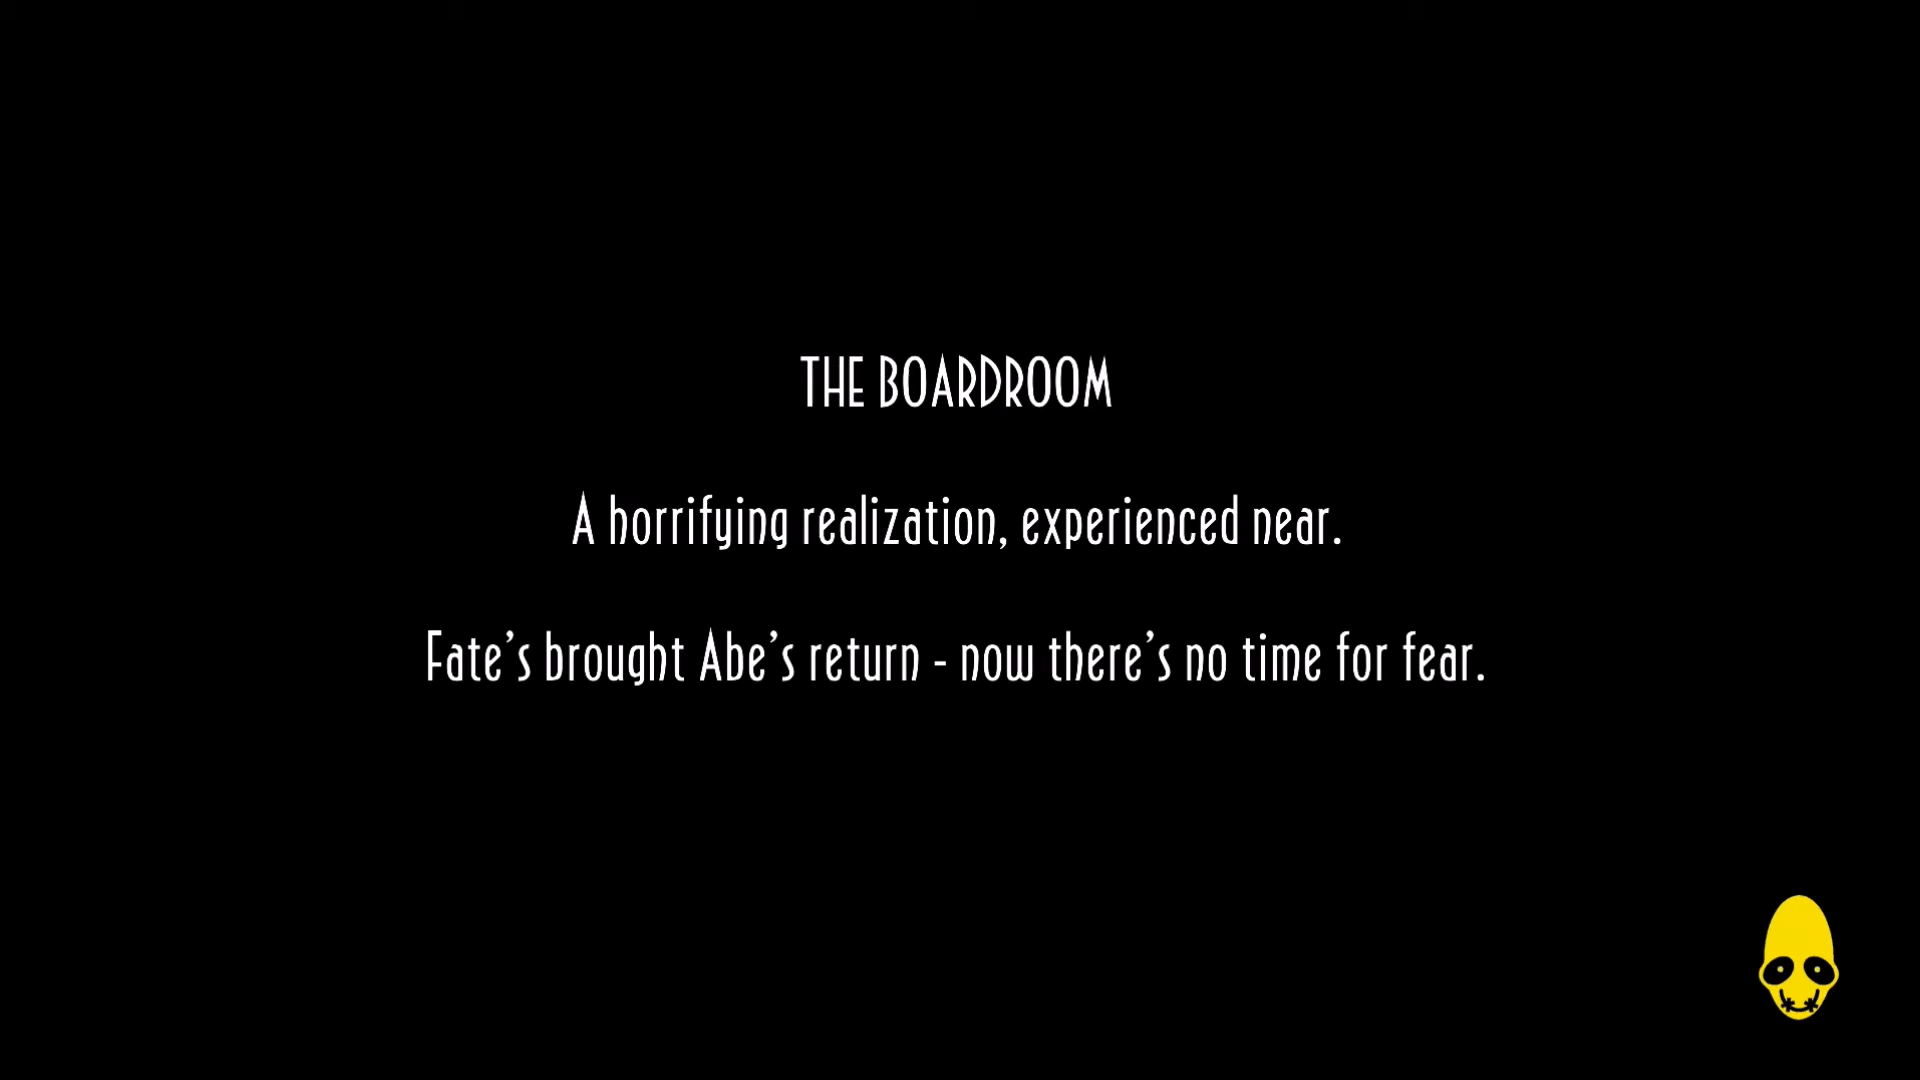 THE BOARDROOM
A horrifying realization, experienced near.
Fate's brought Abe's return - now there's no time for fear.